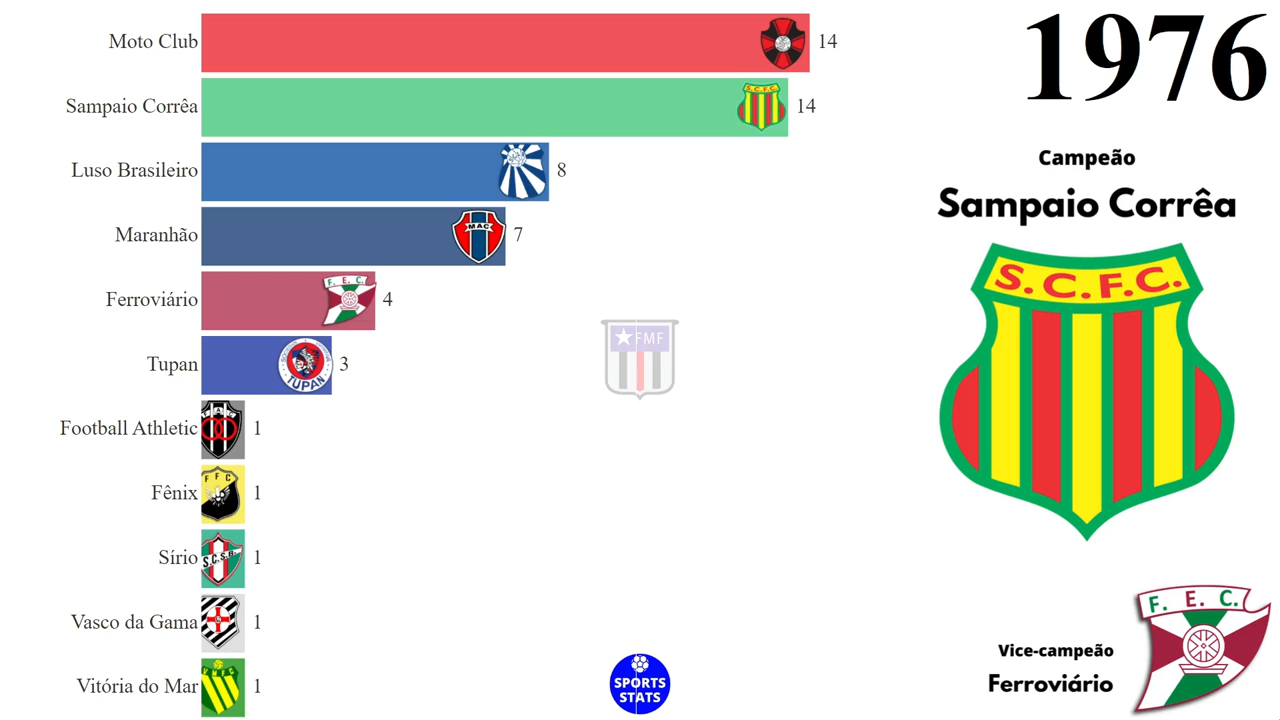 Moto Club 14
Sampaio Corrêa 14
Luso Brasileiro 8
Maranhão 7
MAC
Ferroviário 4
F. E. C.
Tupan 3
TUPAN
Football Athletic 1
Fênix 1
F F C
Sírio 1
S.C.S.B.
Vasco da Gama 1
Vitória do Mar 1
FMF
SPORTS
STATS
1976
Campeão
Sampaio Corrêa
S.C.F.C.
Vice-campeão
Ferroviário
F. E. C.